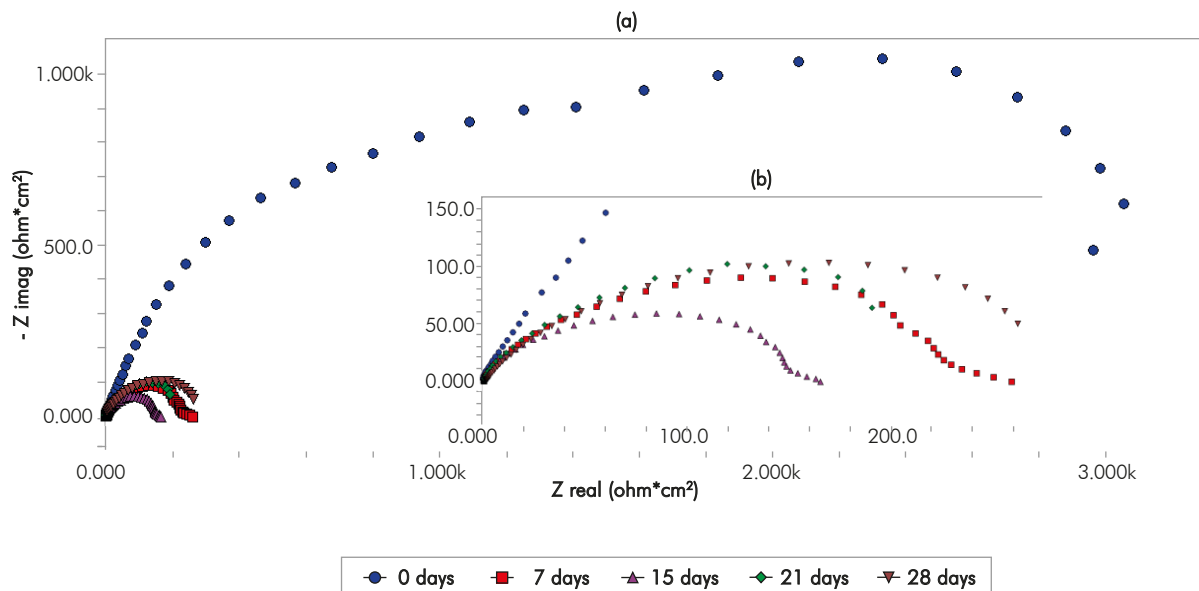 (a)
1.000k
500.0
0.000
- Z imag (ohm*cm²)
(b)
150.0
100.0
50.00
0.000
0.000 100.0 200.0
0.000 1.000k 2.000k 3.000k
Z real (ohm*cm²)
0 days 7 days 15 days 21 days 28 days